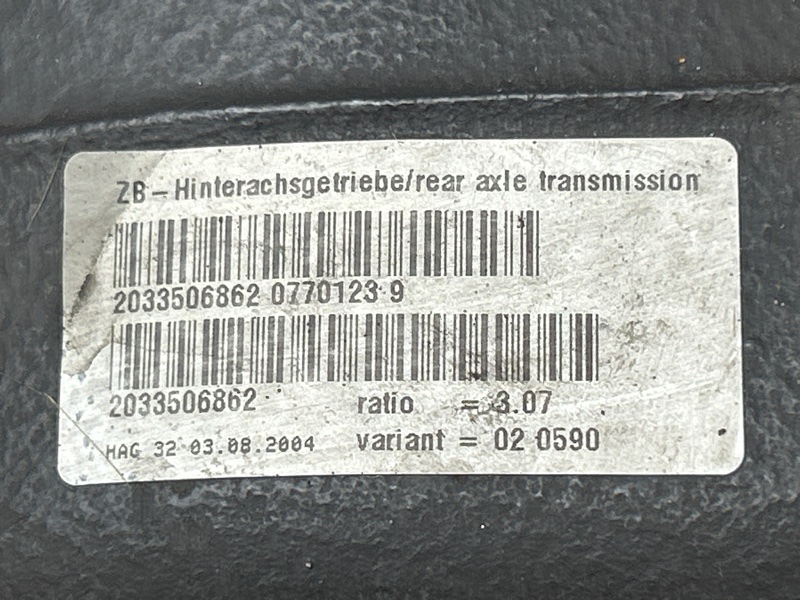 ZB – Hinterachsgetriebe/rear axle transmission
2033506862 0770123 9
2033506862 ratio = 3.07
HAG 32 03.08.2004 variant = 02 0590